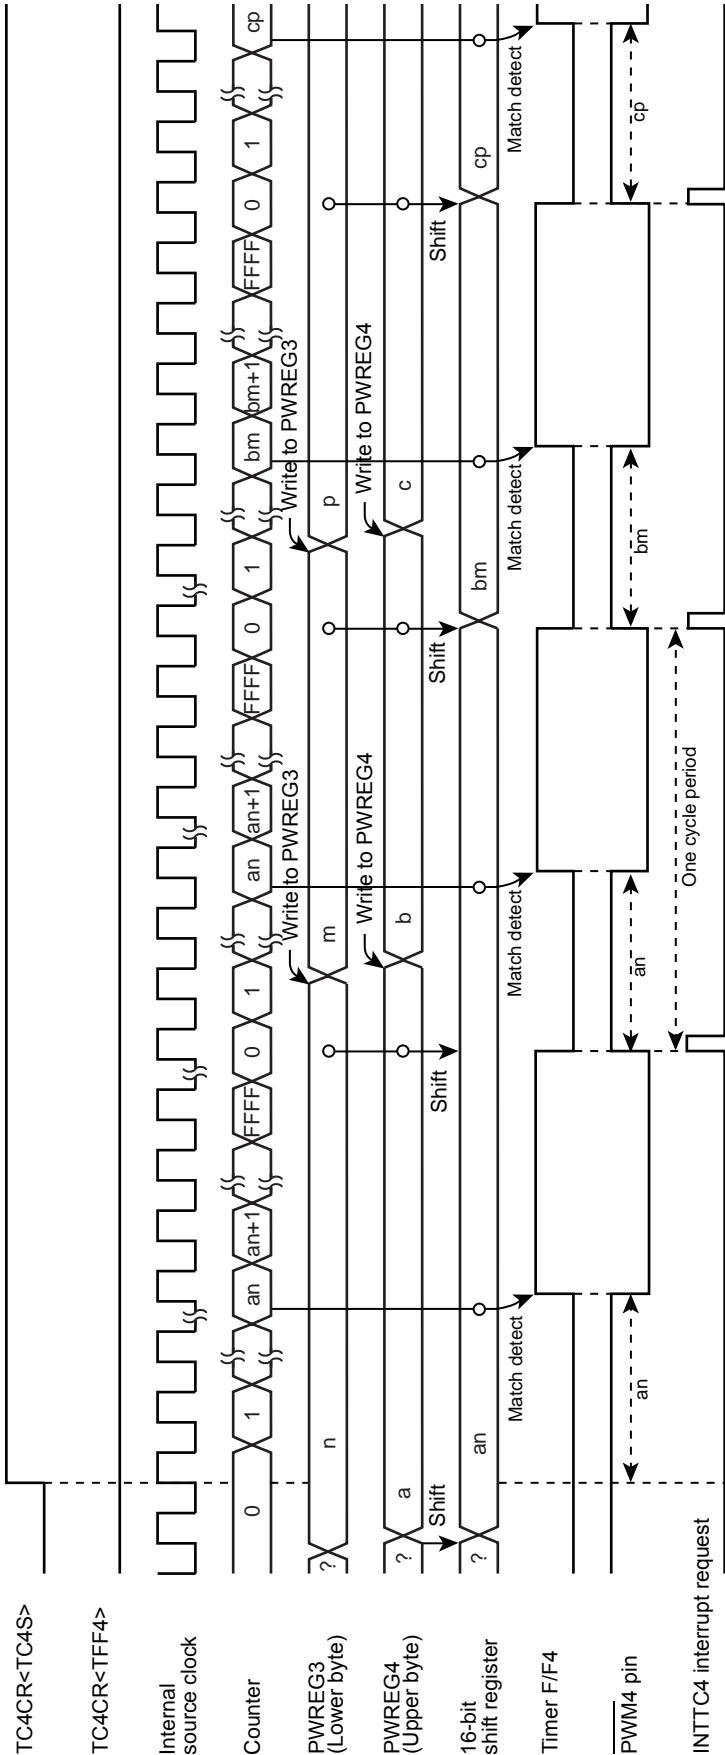 TC4CR<TC4S>
TC4CR<TFF4>
Internal
source clock
Counter
0 1 an an+1 FFFF 0 1 an an+1 FFFF 0 1 bm bm+1 FFFF 0 1 cp
Write to PWREG3
Write to PWREG3
PWREG3
(Lower byte)
? n m p
Write to PWREG4
Write to PWREG4
PWREG4
(Upper byte)
? a b c
Shift
Shift
Shift
Shift
16-bit
shift register
? an bm cp
Match detect
Match detect
Match detect
Match detect
Timer F/F4
PWM4 pin
an
an
bm
cp
One cycle period
INTTC4 interrupt request